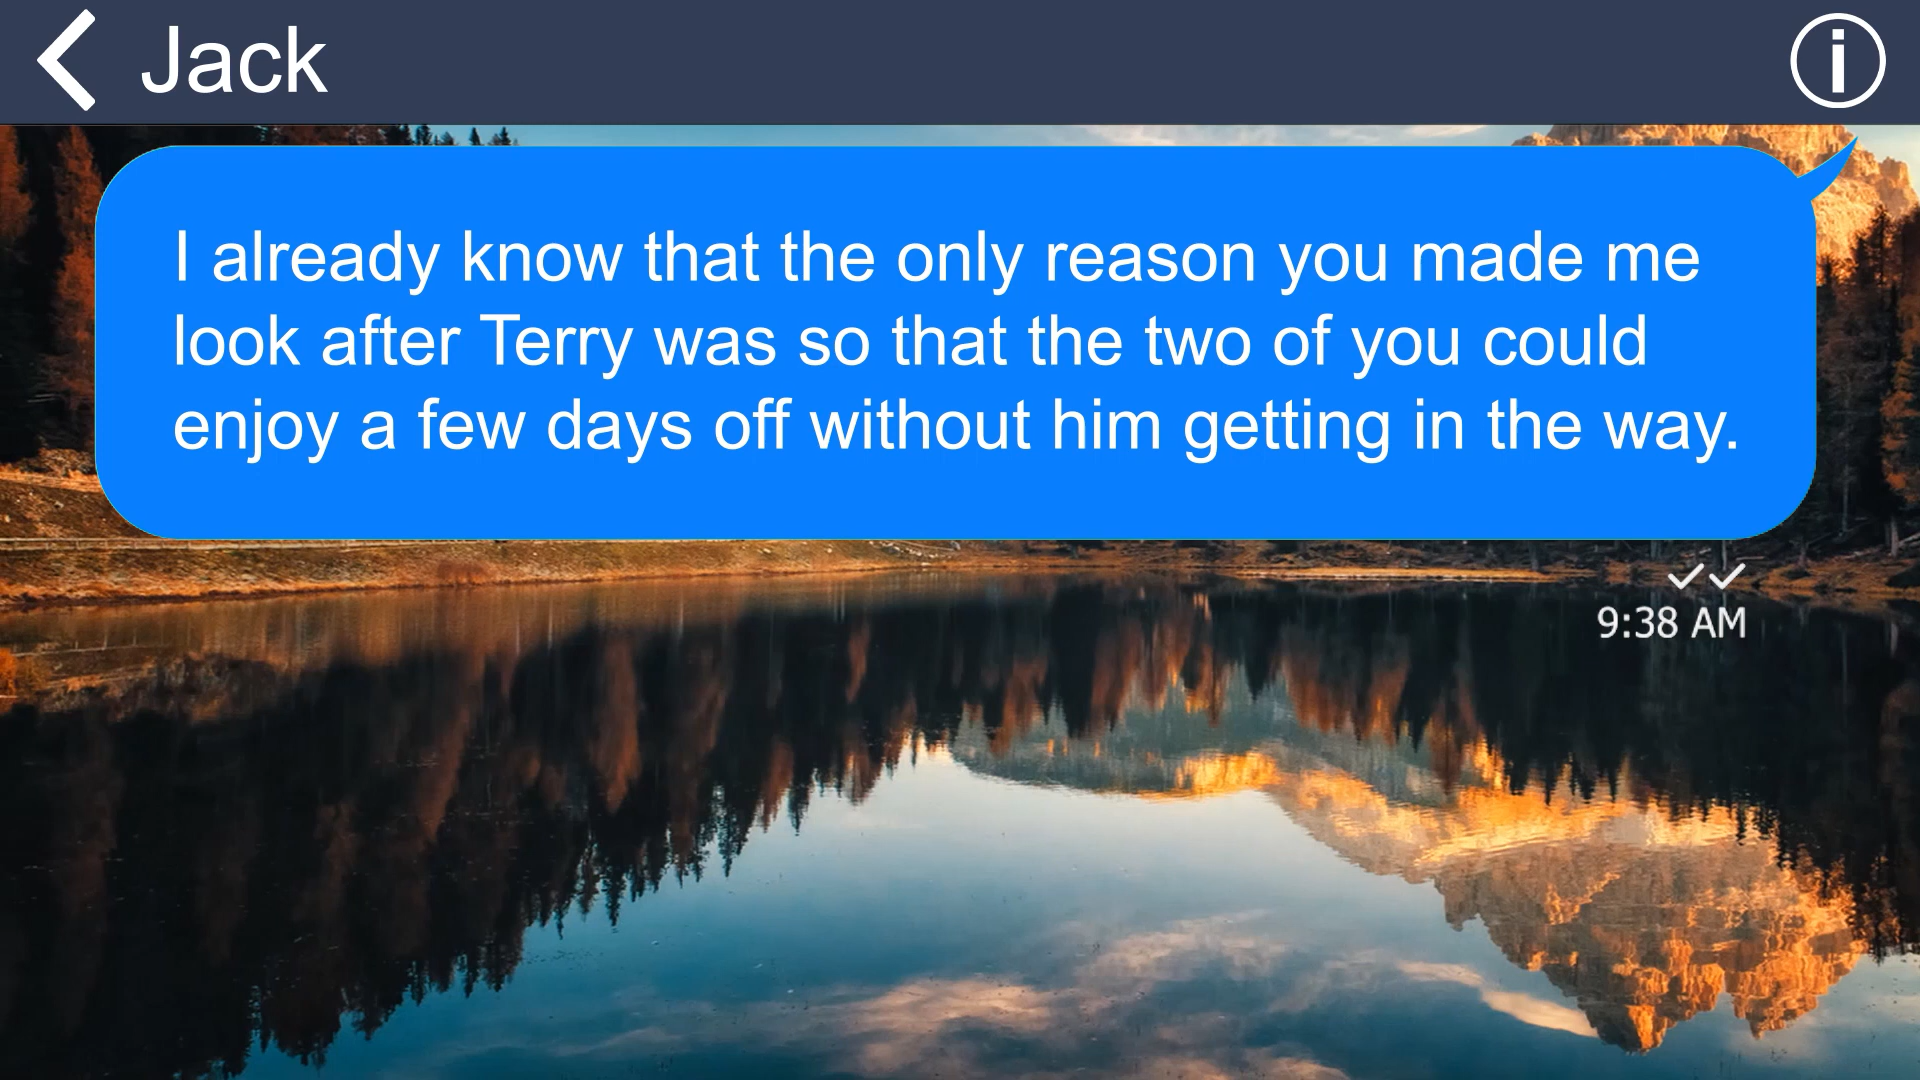 Jack
I already know that the only reason you made me
look after Terry was so that the two of you could
enjoy a few days off without him getting in the way.
9:38 AM